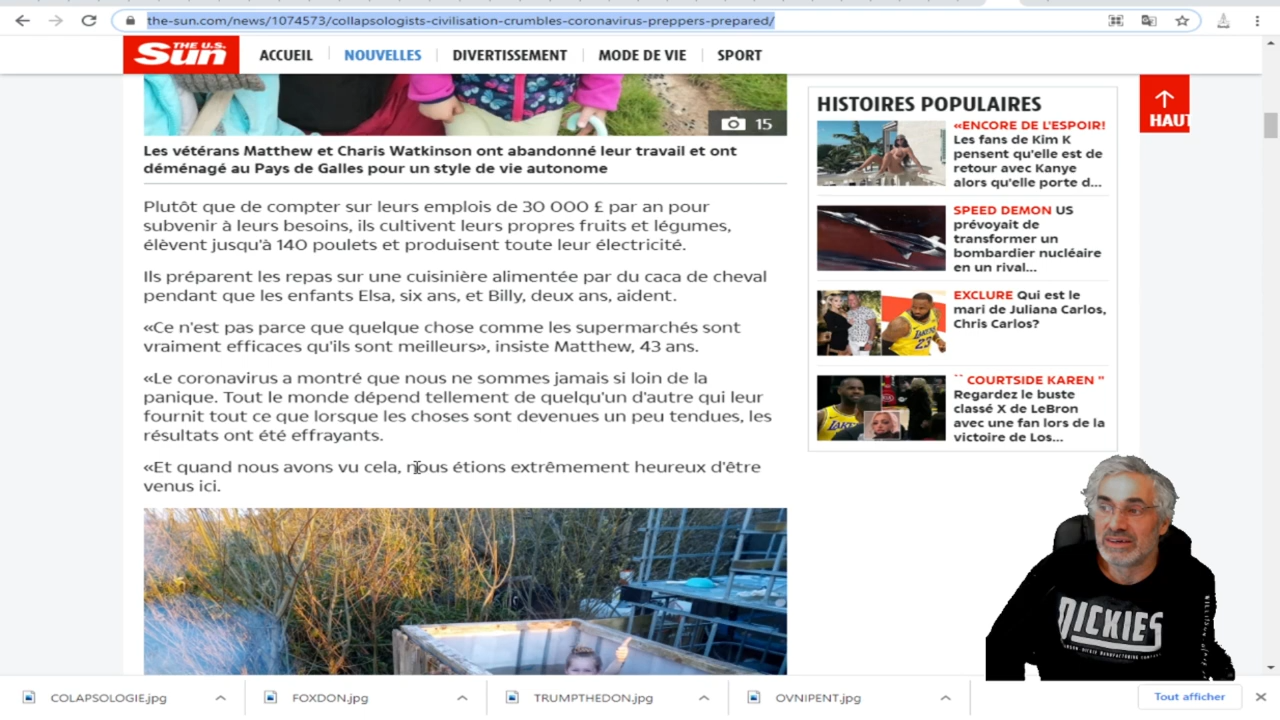 the-sun.com/news/1074573/collapsologists-civilisation-crumbles-coronavirus-preppers-prepared/
THE U.S. Sun
ACCUEIL
NOUVELLES
DIVERTISSEMENT
MODE DE VIE
SPORT
15
Les vétérans Matthew et Charis Watkinson ont abandonné leur travail et ont
déménagé au Pays de Galles pour un style de vie autonome
Plutôt que de compter sur leurs emplois de 30 000 £ par an pour
subvenir à leurs besoins, ils cultivent leurs propres fruits et légumes,
élèvent jusqu'à 140 poulets et produisent toute leur électricité.
Ils préparent les repas sur une cuisinière alimentée par du caca de cheval
pendant que les enfants Elsa, six ans, et Billy, deux ans, aident.
«Ce n'est pas parce que quelque chose comme les supermarchés sont
vraiment efficaces qu'ils sont meilleurs», insiste Matthew, 43 ans.
«Le coronavirus a montré que nous ne sommes jamais si loin de la
panique. Tout le monde dépend tellement de quelqu'un d'autre qui leur
fournit tout ce que lorsque les choses sont devenues un peu tendues, les
résultats ont été effrayants.
«Et quand nous avons vu cela, nous étions extrêmement heureux d'être
venus ici.
HISTOIRES POPULAIRES
«ENCORE DE L'ESPOIR!
Les fans de Kim K
pensent qu'elle est de
retour avec Kanye
alors qu'elle porte d...
SPEED DEMON US
prévoyait de
transformer un
bombardier nucléaire
en un rival...
EXCLURE Qui est le
mari de Juliana Carlos,
Chris Carlos?
`` COURTSIDE KAREN "
Regardez le buste
classé X de LeBron
avec une fan lors de la
victoire de Los...
HAUT
LAKERS
23
DICKIES
COLAPSOLOGIE.jpg
FOXDON.jpg
TRUMPTHEDON.jpg
OVNIPENT.jpg
Tout afficher